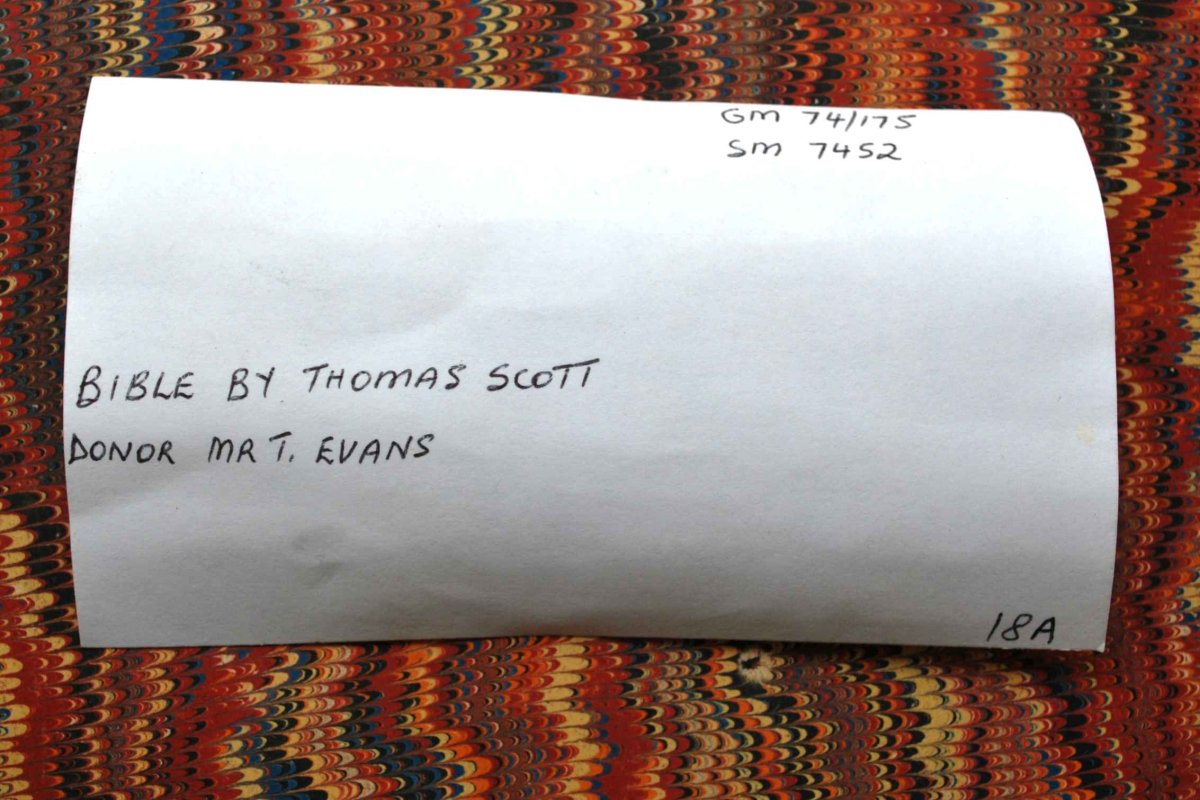 GM 74/175
SM 7452
BIBLE BY THOMAS SCOTT
DONOR MR T. EVANS
18A